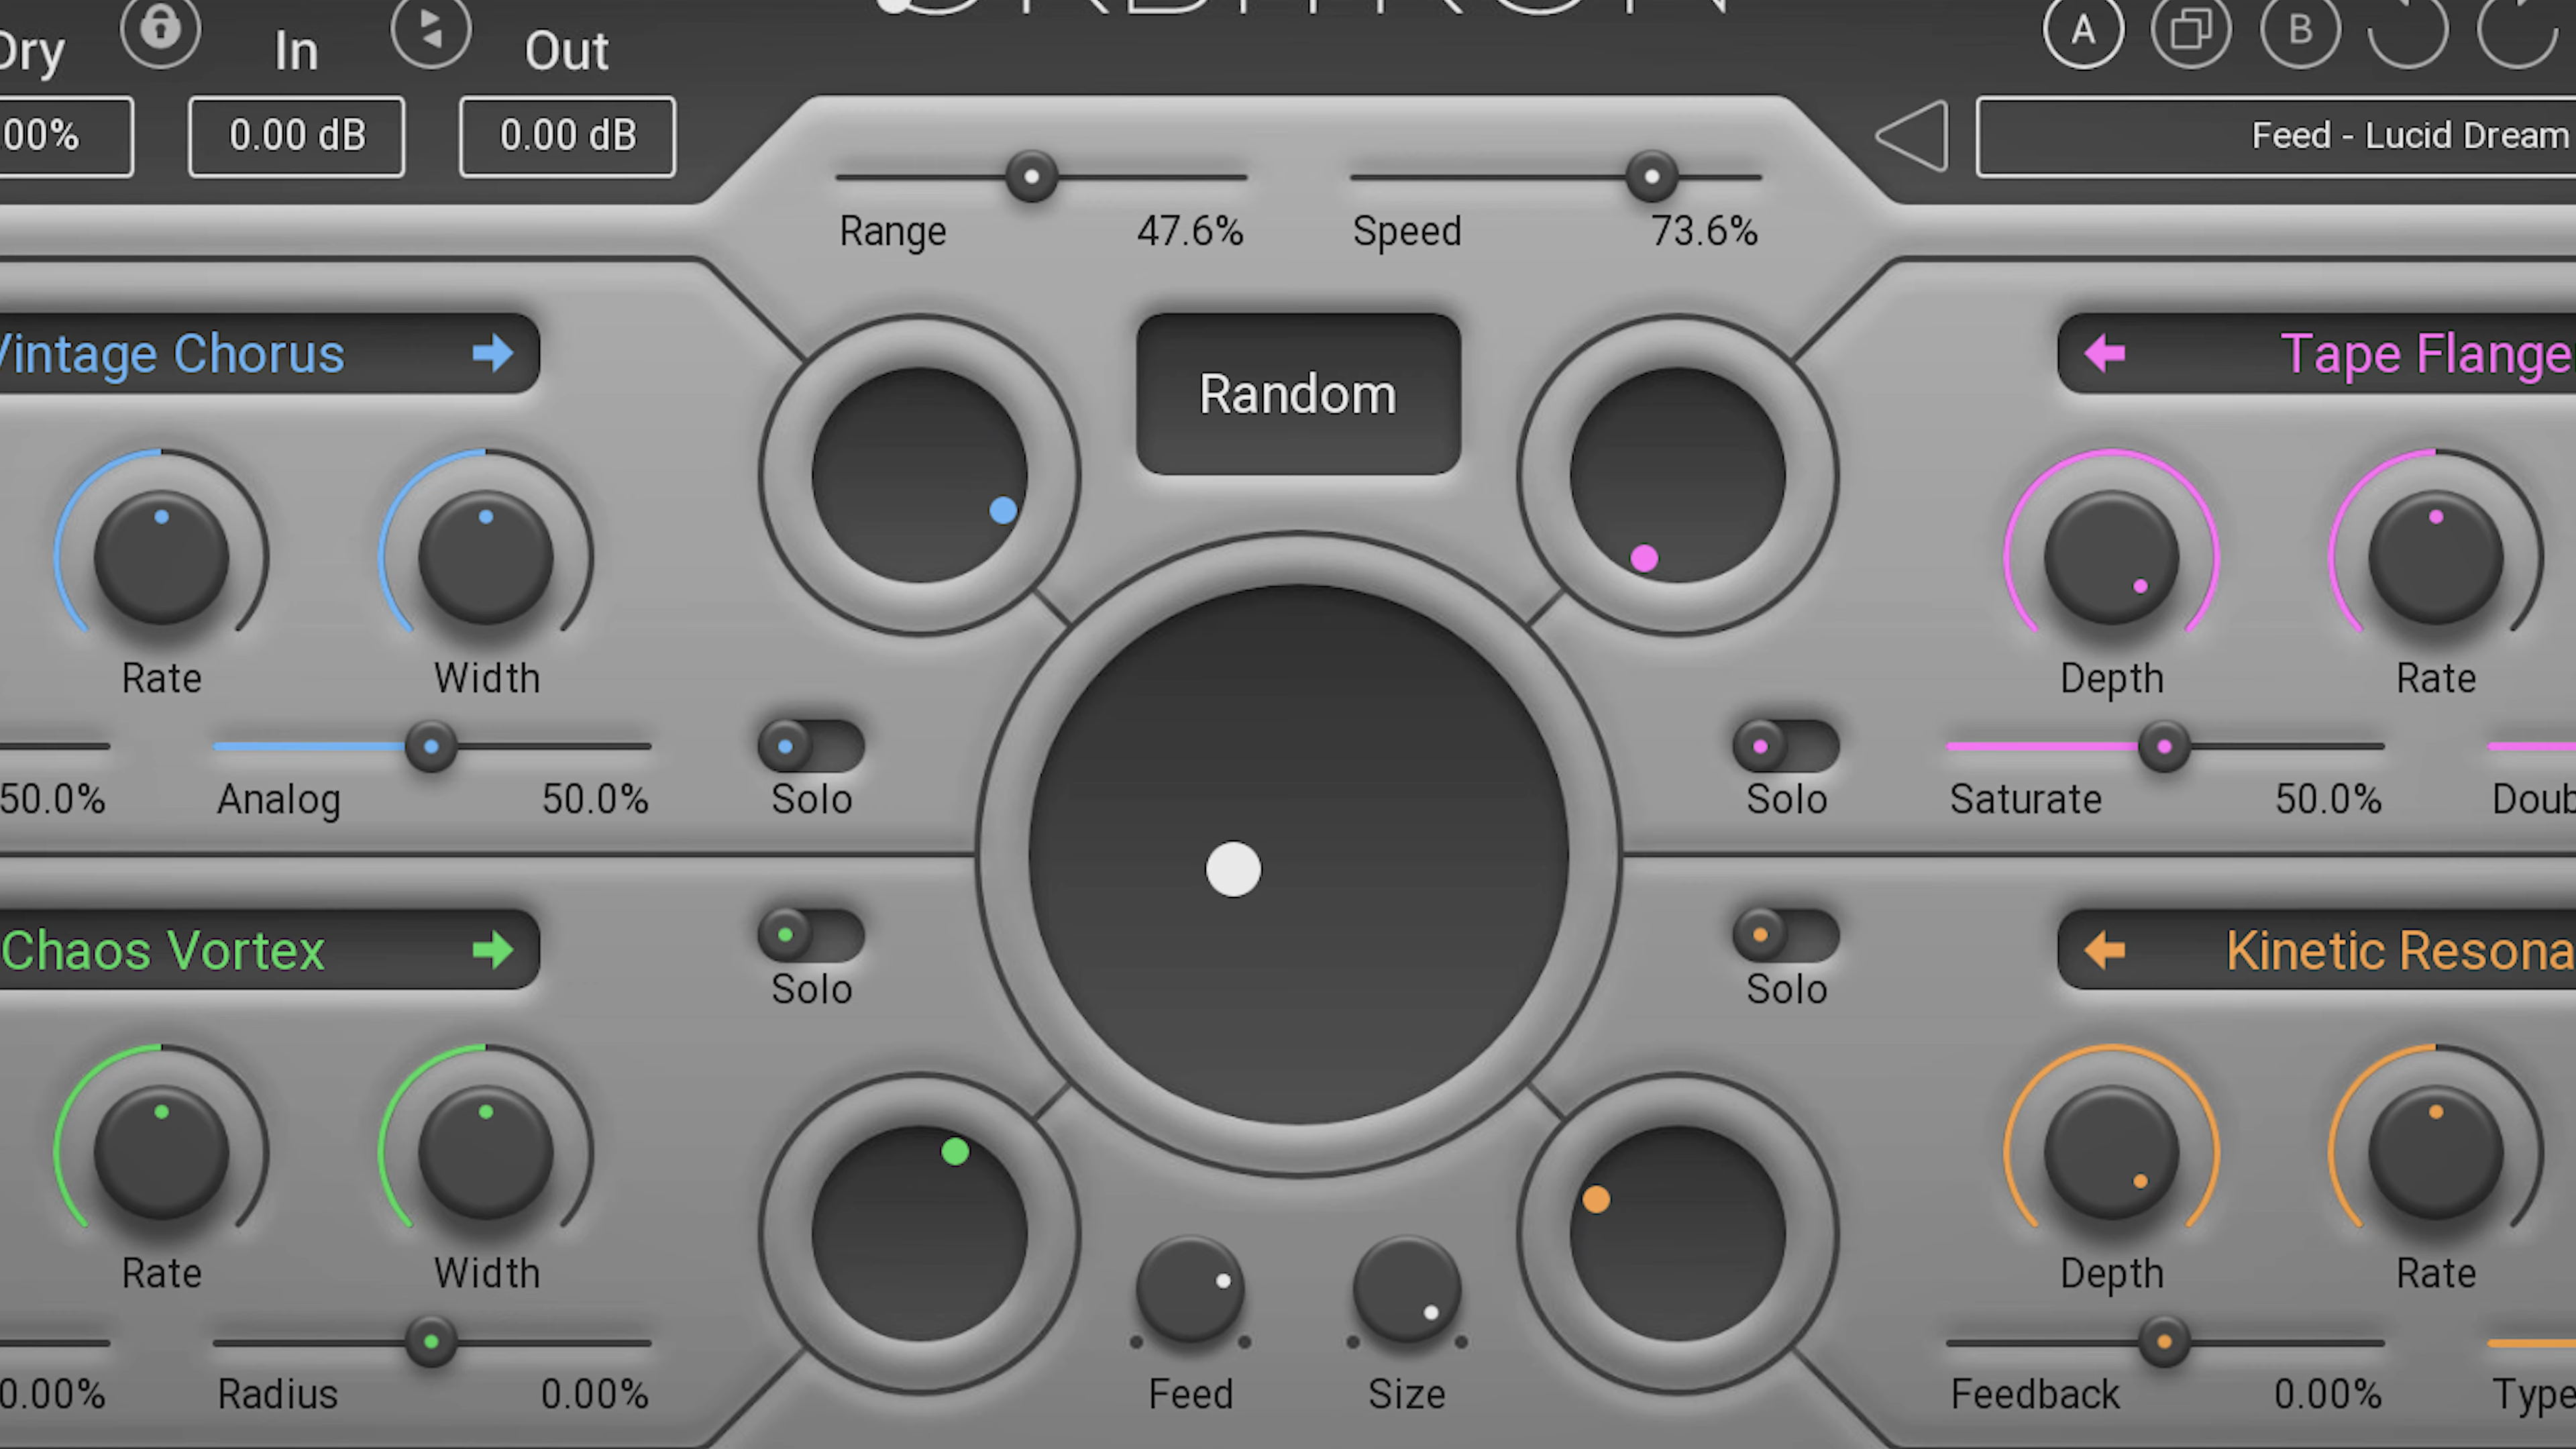 ORBITRON
Dry In Out
00% 0.00 dB 0.00 dB
A B
Feed - Lucid Dream
Range 47.6% Speed 73.6%
Vintage Chorus
Random
Tape Flange
Rate Width
Depth Rate
50.0% Analog 50.0% Solo
Solo Saturate 50.0% Doub
Chaos Vortex
Solo
Solo
Kinetic Resona
Rate Width
Depth Rate
0.00% Radius 0.00%
Feed Size
Feedback 0.00% Type